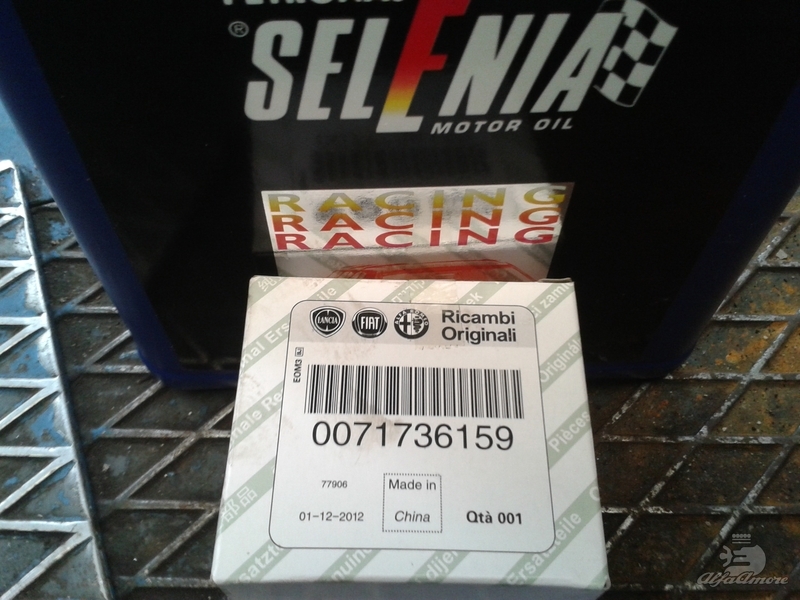 ® SELENIA
MOTOR OIL
RACING
RACING
RACING
LANCIA FIAT Ricambi
Originali
EOM3
0071736159
77906
Made in
01-12-2012
China
Qtà 001
AlfaAmore